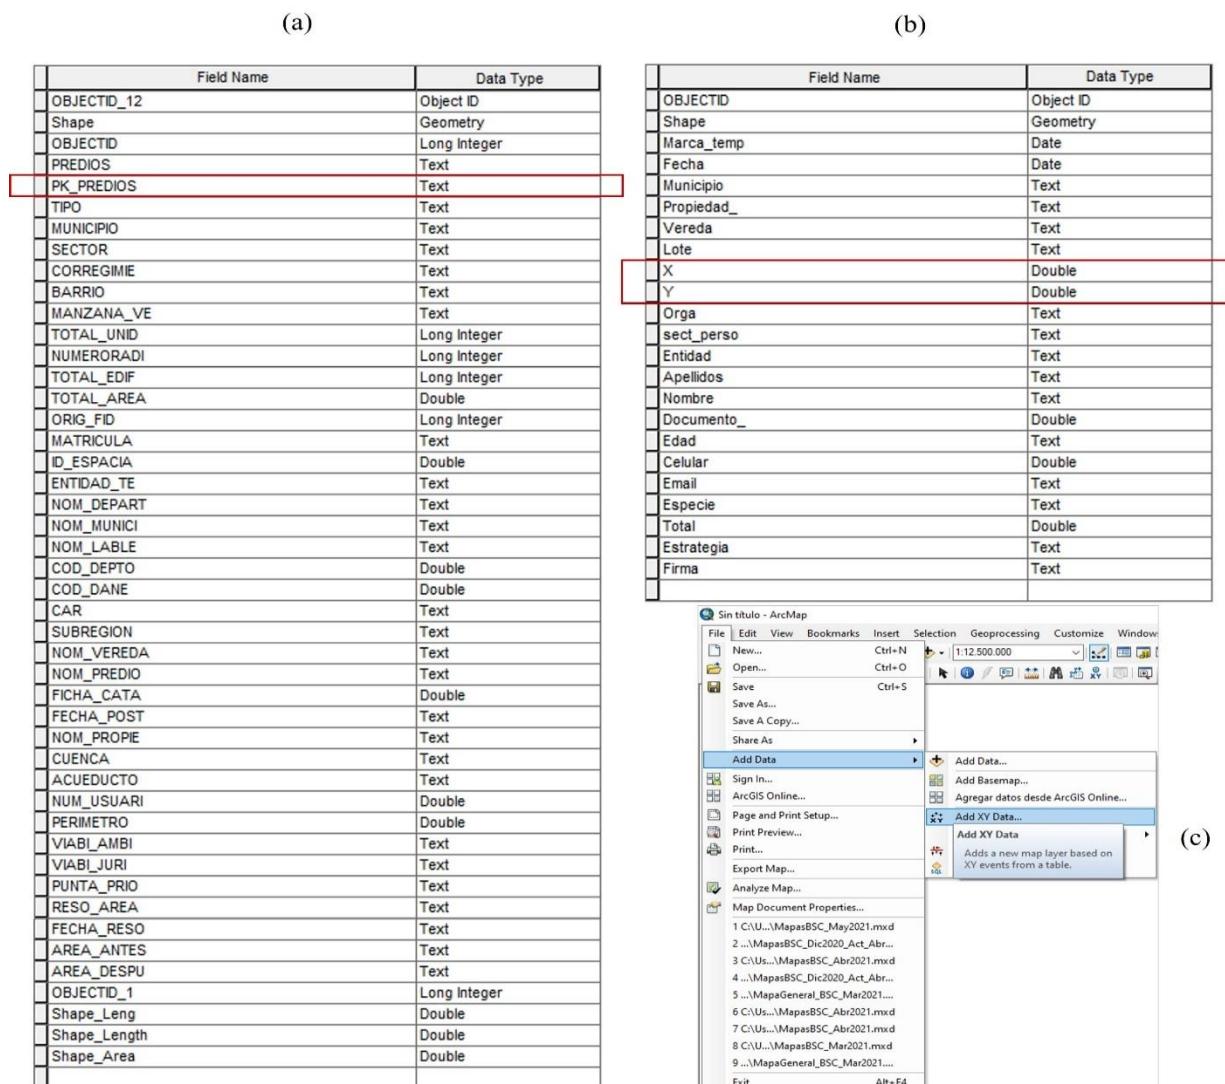 (a)
Field Name Data Type
OBJECTID_12 Object ID
Shape Geometry
OBJECTID Long Integer
PREDIOS Text
PK_PREDIOS Text
TIPO Text
MUNICIPIO Text
SECTOR Text
CORREGIMIE Text
BARRIO Text
MANZANA_VE Text
TOTAL_UNID Long Integer
NUMERORADI Long Integer
TOTAL_EDIF Long Integer
TOTAL_AREA Double
ORIG_FID Long Integer
MATRICULA Text
ID_ESPACIA Double
ENTIDAD_TE Text
NOM_DEPART Text
NOM_MUNICI Text
NOM_LABLE Text
COD_DEPTO Double
COD_DANE Double
CAR Text
SUBREGION Text
NOM_VEREDA Text
NOM_PREDIO Text
FICHA_CATA Double
FECHA_POST Text
NOM_PROPIE Text
CUENCA Text
ACUEDUCTO Text
NUM_USUARI Double
PERIMETRO Double
VIABI_AMBI Text
VIABI_JURI Text
PUNTA_PRIO Text
RESO_AREA Text
FECHA_RESO Text
AREA_ANTES Text
AREA_DESPU Text
OBJECTID_1 Long Integer
Shape_Leng Double
Shape_Length Double
Shape_Area Double
(b)
Field Name Data Type
OBJECTID Object ID
Shape Geometry
Marca_temp Date
Fecha Date
Municipio Text
Propiedad_ Text
Vereda Text
Lote Text
X Double
Y Double
Orga Text
sect_perso Text
Entidad Text
Apellidos Text
Nombre Text
Documento_ Double
Edad Text
Celular Double
Email Text
Especie Text
Total Double
Estrategia Text
Firma Text
(c)
Sin título - ArcMap
File Edit View Bookmarks Insert Selection Geoprocessing Customize Window
1:12.500.000
New... Ctrl+N
Open... Ctrl+O
Save Ctrl+S
Save As...
Save A Copy...
Share As
Add Data
Sign In...
ArcGIS Online...
Page and Print Setup...
Print Preview...
Print...
Export Map...
Analyze Map...
Map Document Properties...
1 C:\U...\MapasBSC_May2021.mxd
2 ...\MapasBSC_Dic2020_Act_Abr...
3 C:\Us...\MapasBSC_Abr2021.mxd
4 ...\MapasBSC_Dic2020_Act_Abr...
5 ...\MapaGeneral_BSC_Mar2021....
6 C:\Us...\MapasBSC_Abr2021.mxd
7 C:\Us...\MapasBSC_Abr2021.mxd
8 C:\U...\MapasBSC_Mar2021.mxd
9 ...\MapaGeneral_BSC_Mar2021....
Exit Alt+F4
Add Data...
Add Basemap...
Agregar datos desde ArcGIS Online...
Add XY Data...
Add XY Data
Adds a new map layer based on
XY events from a table.